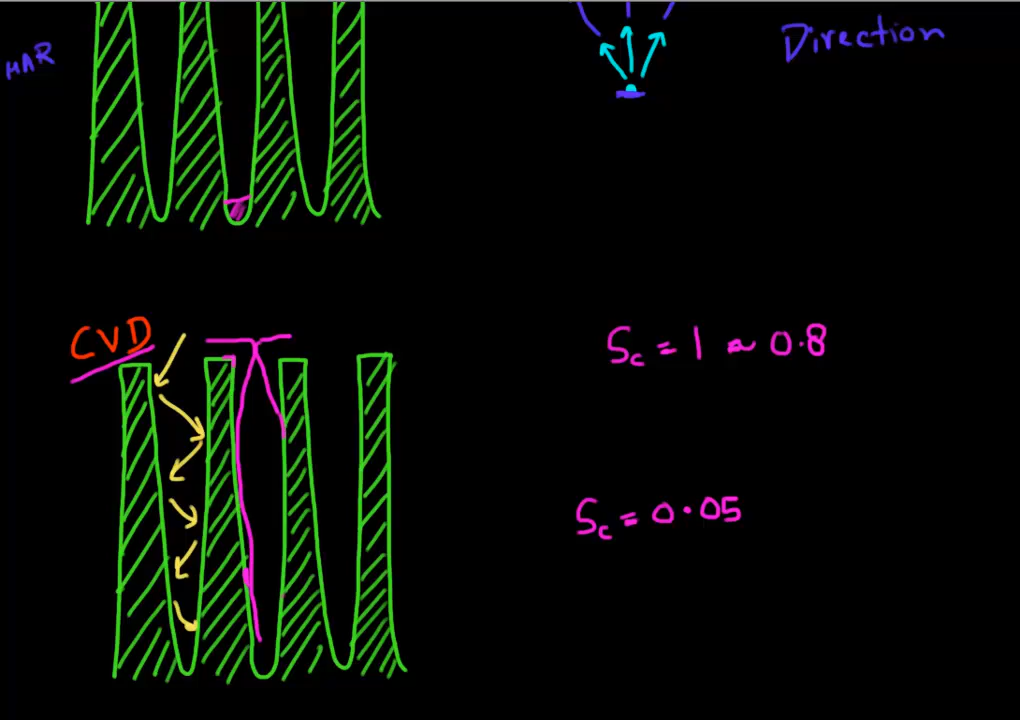 HAR
Direction
CVD
Sc = 1 ~ 0.8
Sc = 0.05